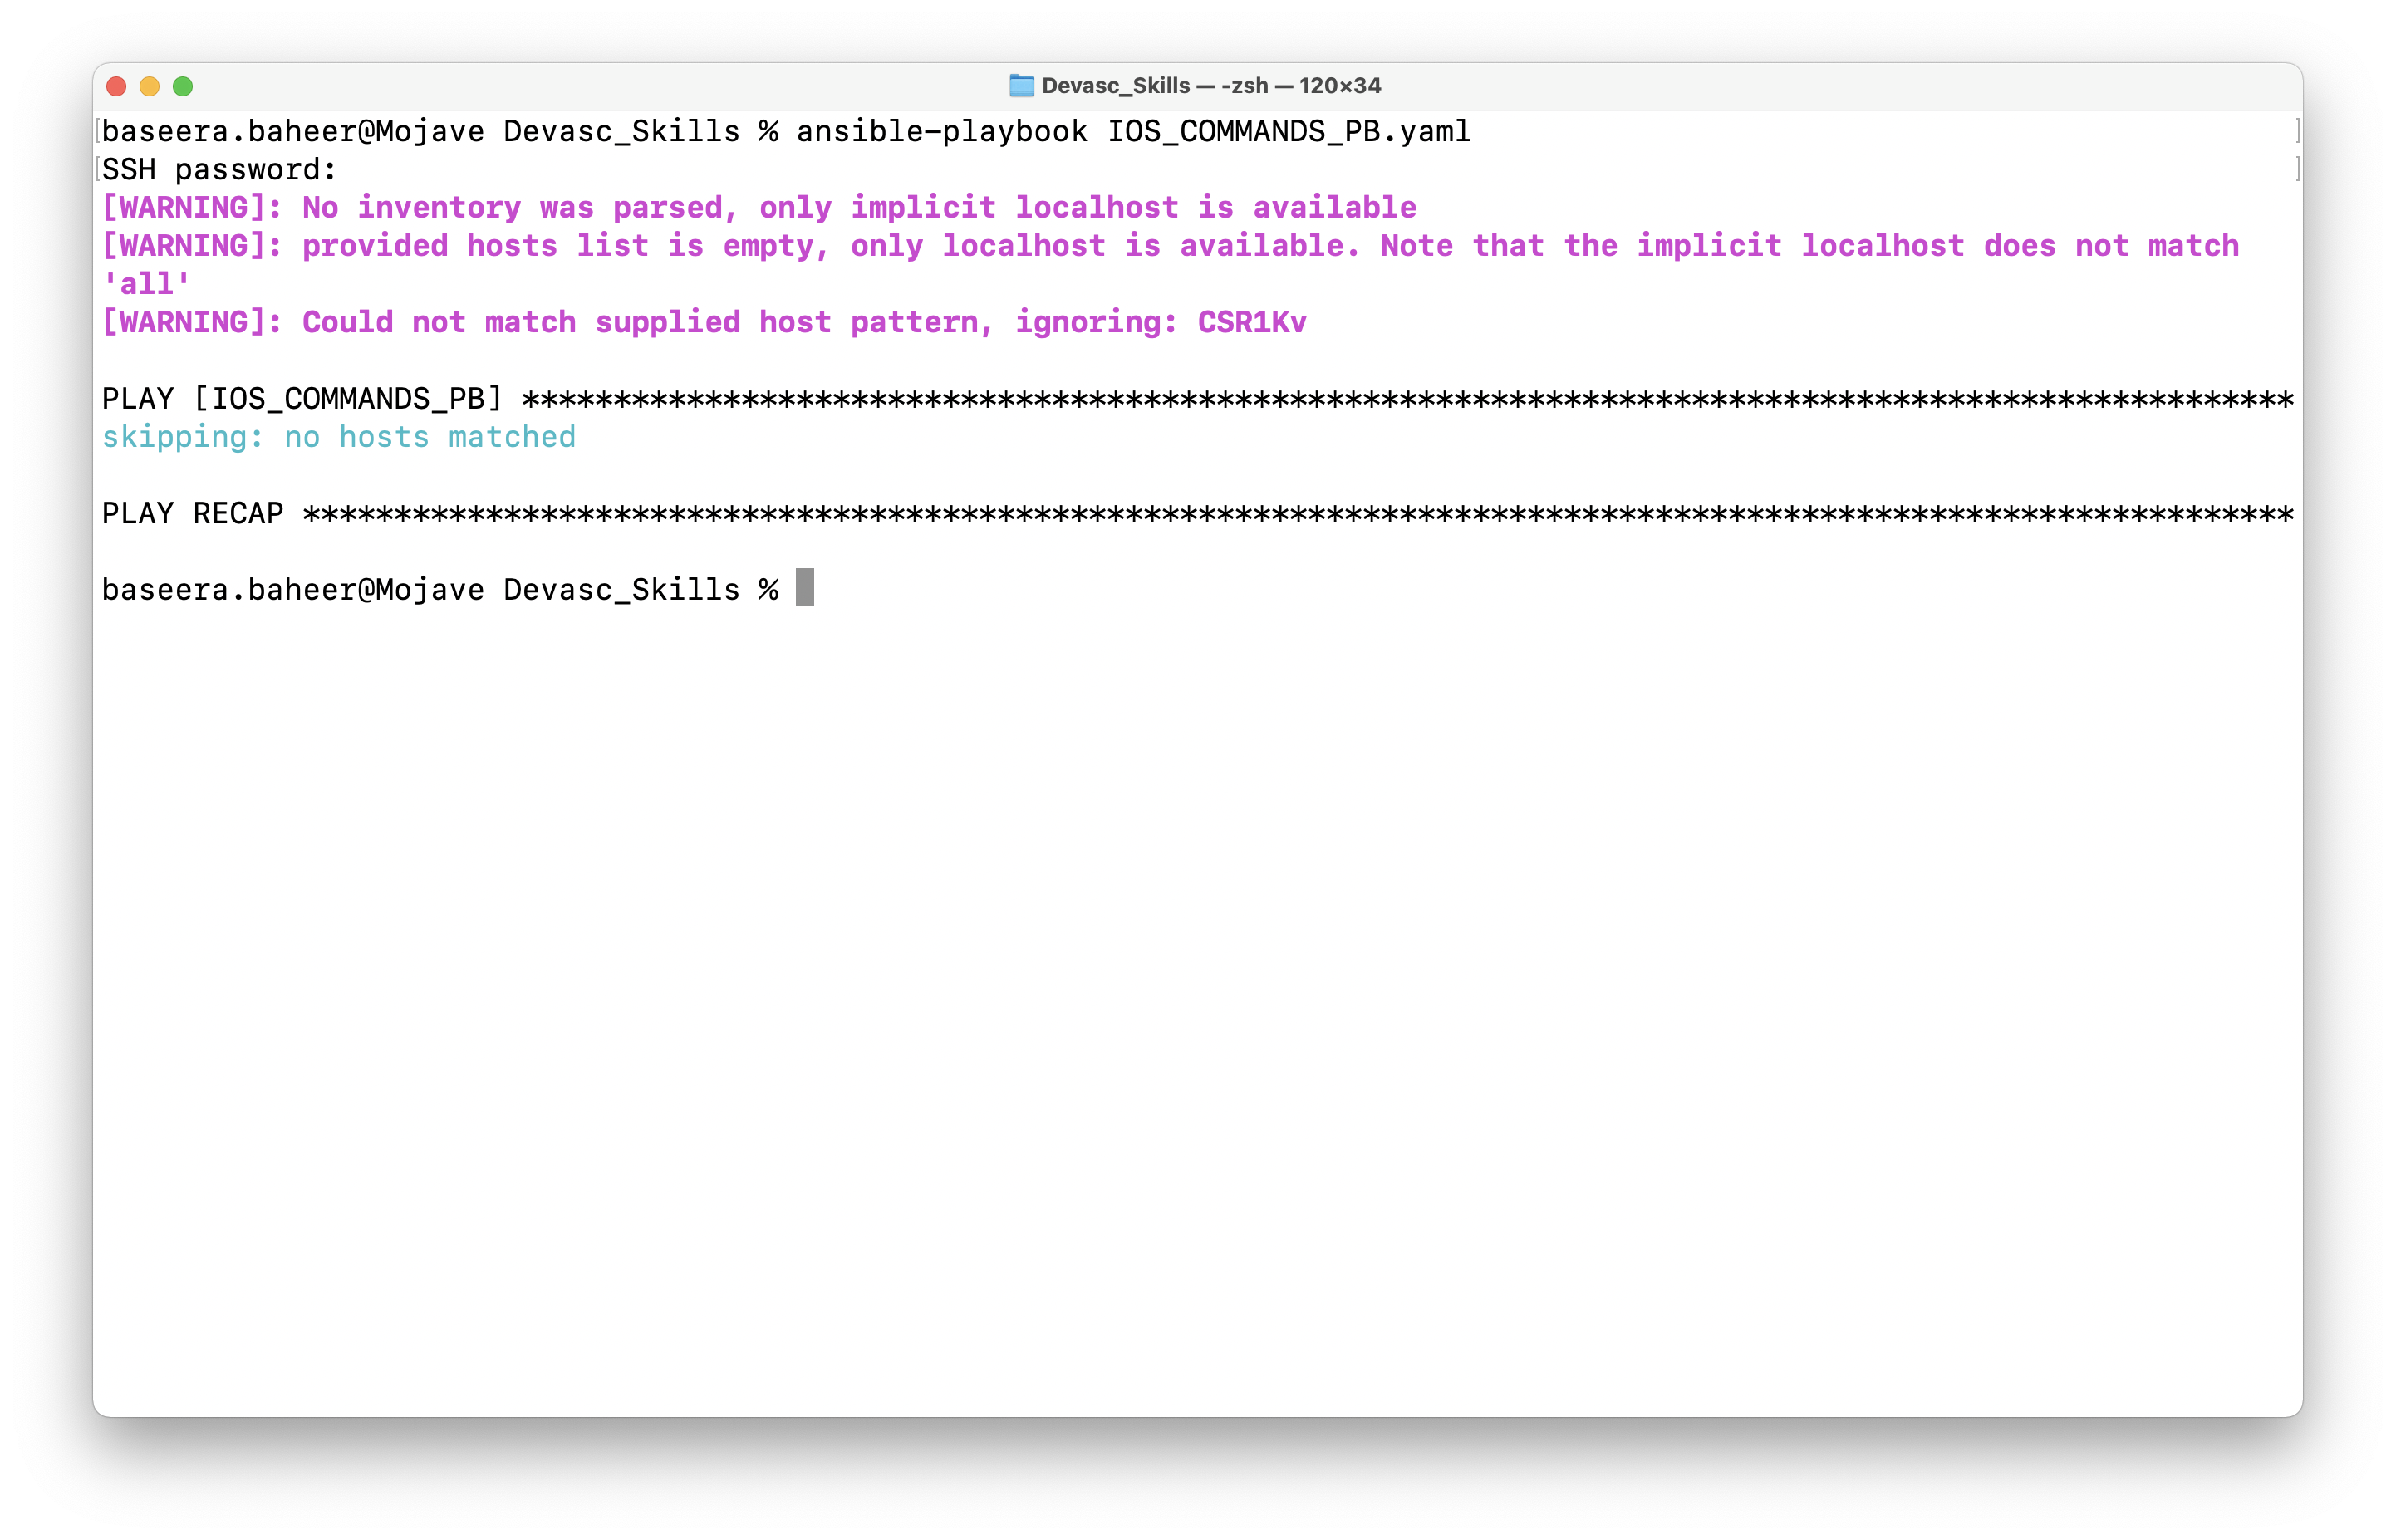 Devasc_Skills — -zsh — 120×34
baseera.baheer@Mojave Devasc_Skills % ansible-playbook IOS_COMMANDS_PB.yaml
SSH password:
[WARNING]: No inventory was parsed, only implicit localhost is available
[WARNING]: provided hosts list is empty, only localhost is available. Note that the implicit localhost does not match
'all'
[WARNING]: Could not match supplied host pattern, ignoring: CSR1Kv
PLAY [IOS_COMMANDS_PB] *************************************************************************************************
skipping: no hosts matched
PLAY RECAP *************************************************************************************************************
baseera.baheer@Mojave Devasc_Skills %